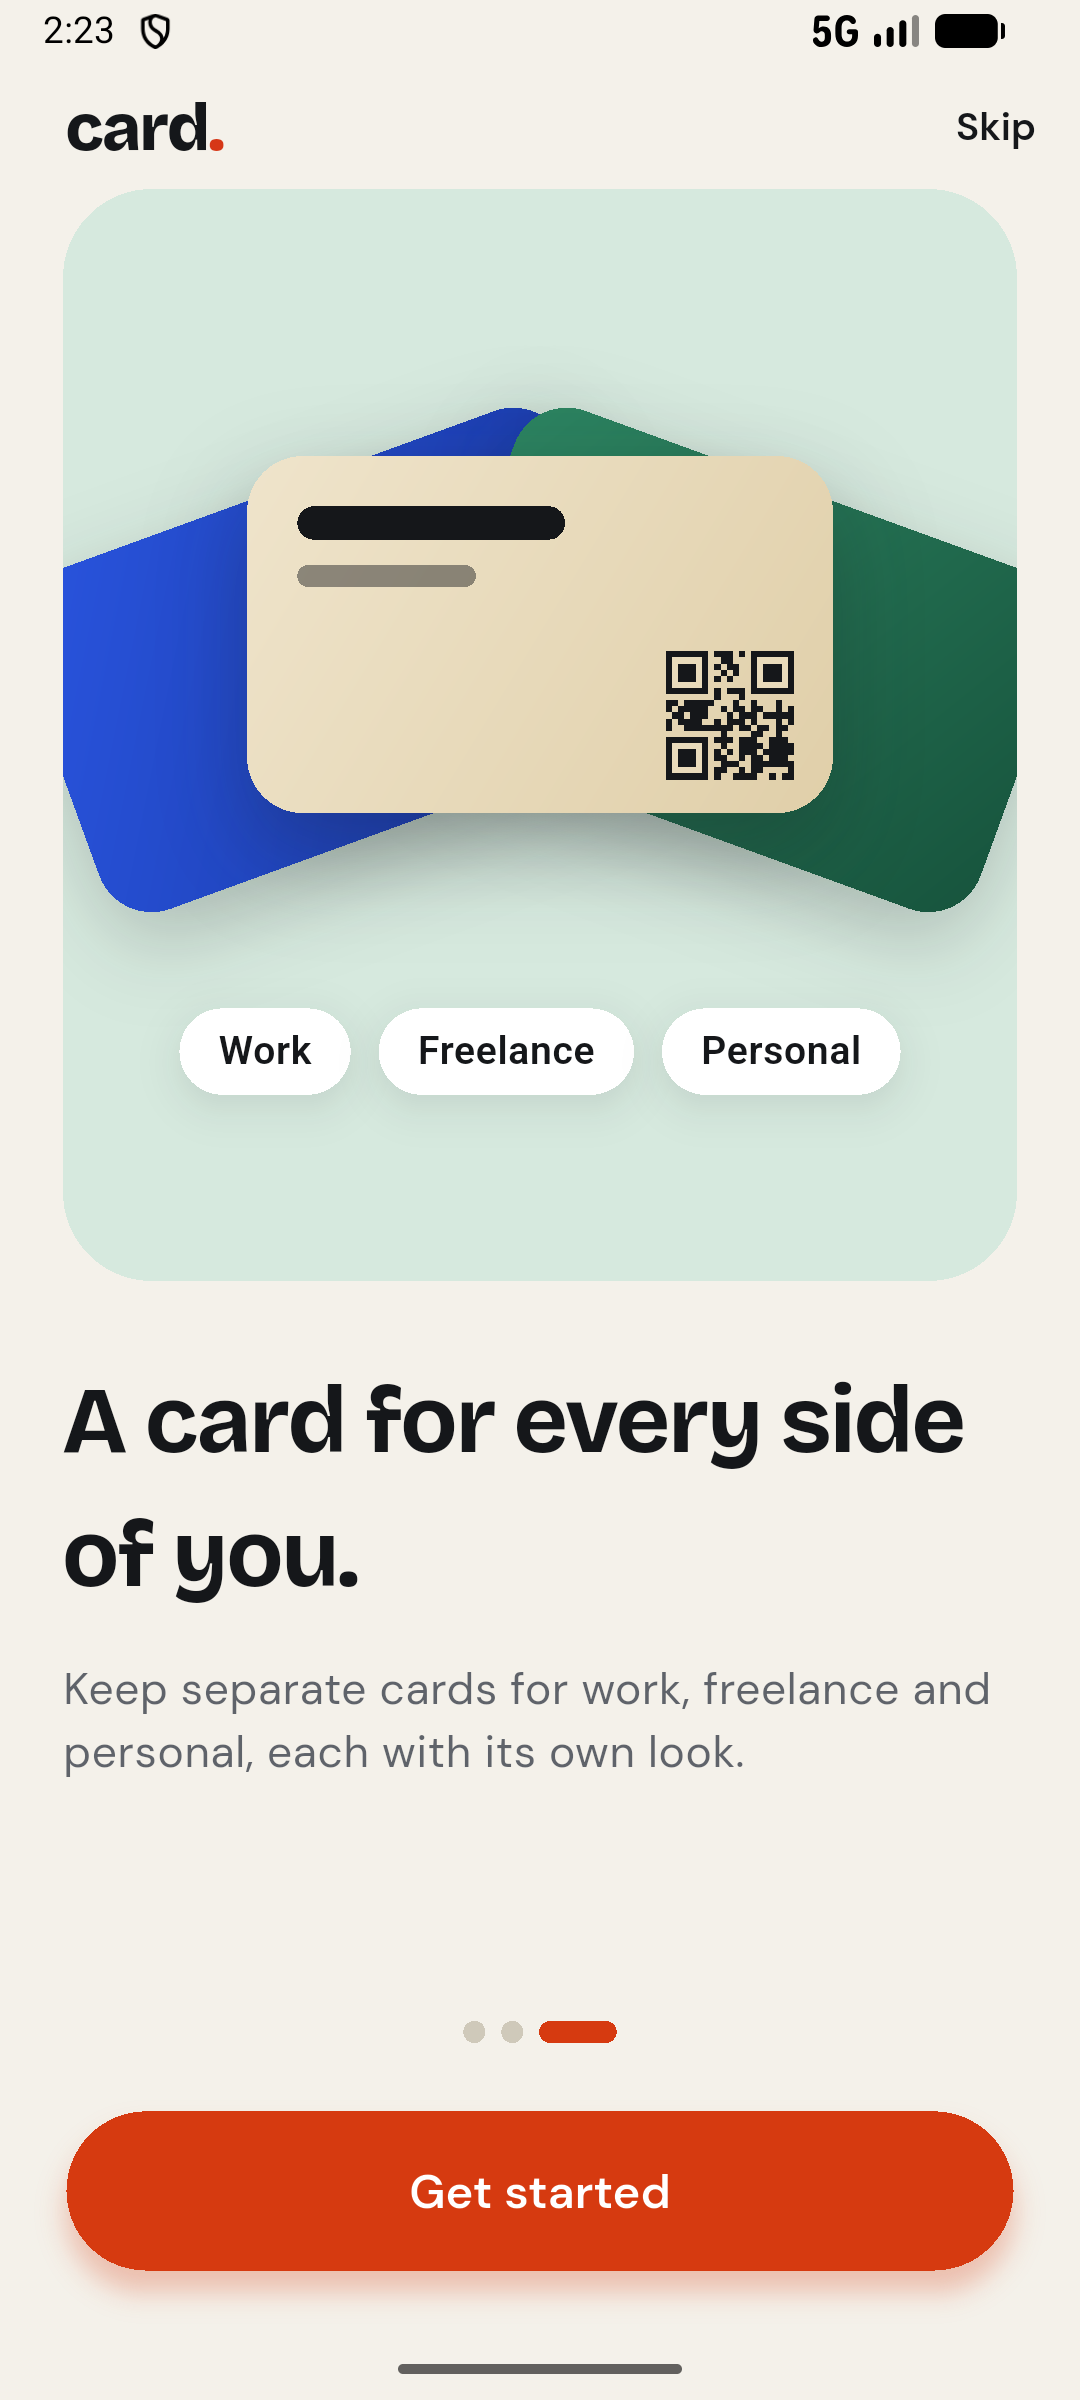 2:23
5G
card.
Skip
Work
Freelance
Personal
A card for every side
of you.
Keep separate cards for work, freelance and
personal, each with its own look.
Get started